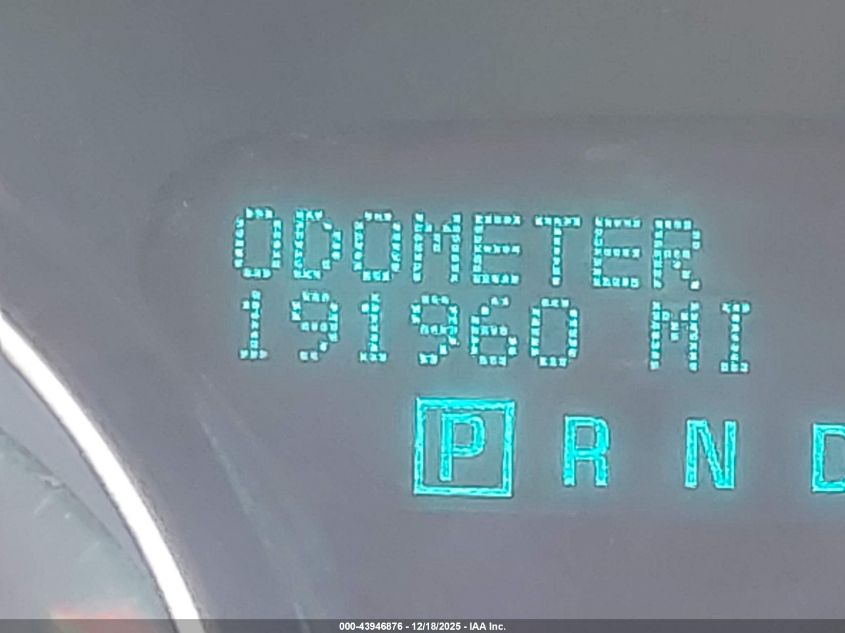 ODOMETER
191960 MI
P R N D
000-43946876 - 12/18/2025 - IAA Inc.